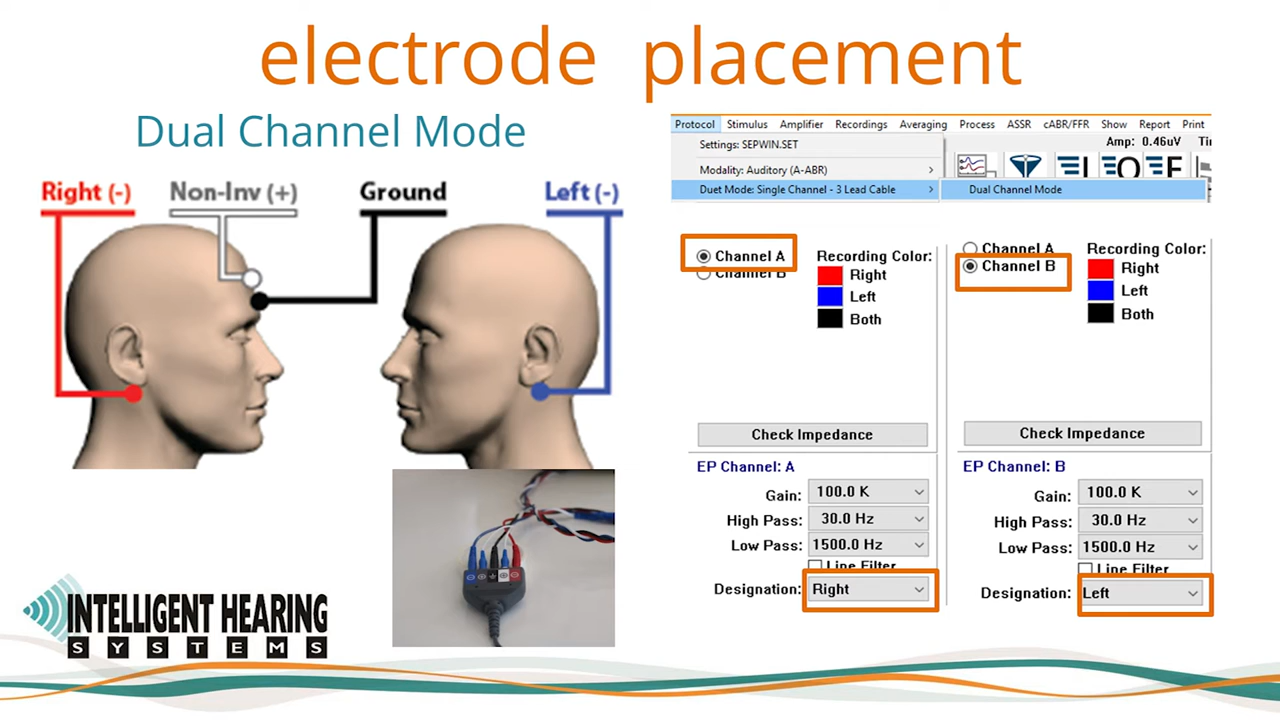 electrode placement
Dual Channel Mode
Right (-)
Non-Inv (+)
Ground
Left (-)
Protocol Stimulus Amplifier Recordings Averaging Process ASSR cABR/FFR Show Report Print
Settings: SEPWIN.SET
Amp: 0.46uV
Modality: Auditory (A-ABR)
Duet Mode: Single Channel - 3 Lead Cable
Dual Channel Mode
Channel A
Channel B
Recording Color:
Right
Left
Both
Check Impedance
EP Channel: A
Gain: 100.0 K
High Pass: 30.0 Hz
Low Pass: 1500.0 Hz
Line Filter
Designation: Right
Channel A
Channel B
Recording Color:
Right
Left
Both
Check Impedance
EP Channel: B
Gain: 100.0 K
High Pass: 30.0 Hz
Low Pass: 1500.0 Hz
Line Filter
Designation: Left
INTELLIGENT HEARING
SYSTEMS